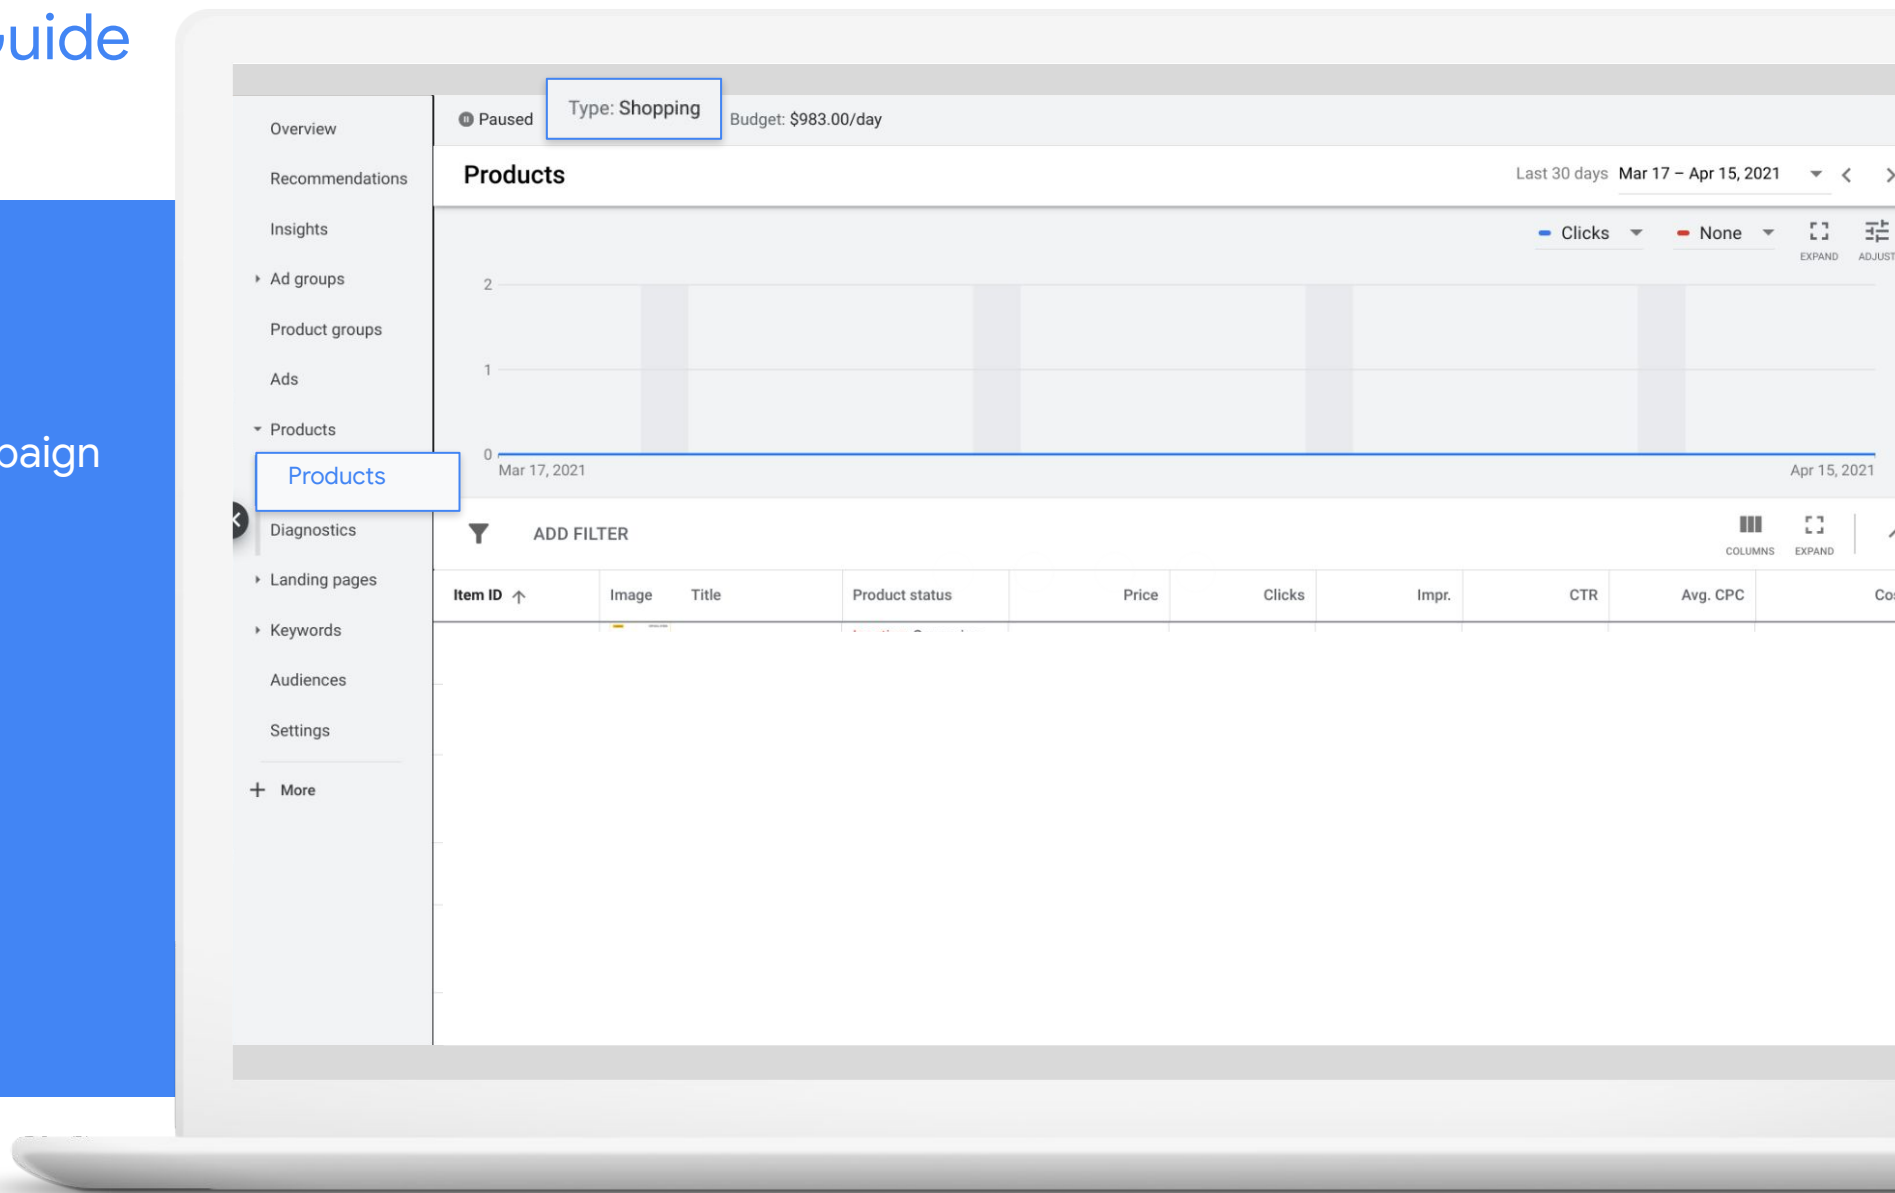 Guide
paign
Paused
Type: Shopping
Budget: $983.00/day
Overview
Recommendations
Insights
Ad groups
Product groups
Ads
Products
Products
Diagnostics
Landing pages
Keywords
Audiences
Settings
+ More
Products
Last 30 days Mar 17 – Apr 15, 2021
Clicks
None
EXPAND
ADJUST
2
1
0
Mar 17, 2021
Apr 15, 2021
ADD FILTER
COLUMNS
EXPAND
Item ID
Image
Title
Product status
Price
Clicks
Impr.
CTR
Avg. CPC
Cos